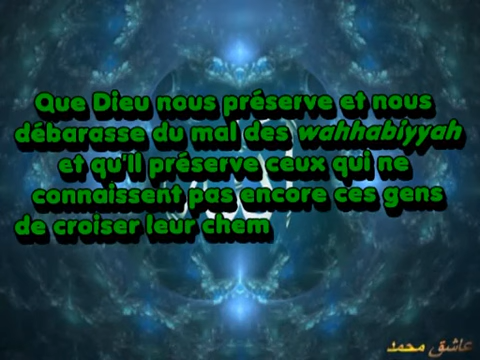 Que Dieu nous préserve et nous
débarasse du mal des wahhabiyyah
et qu'Il préserve ceux qui ne
connaissent pas encore ces gens
de croiser leur chem
عاشق محمد